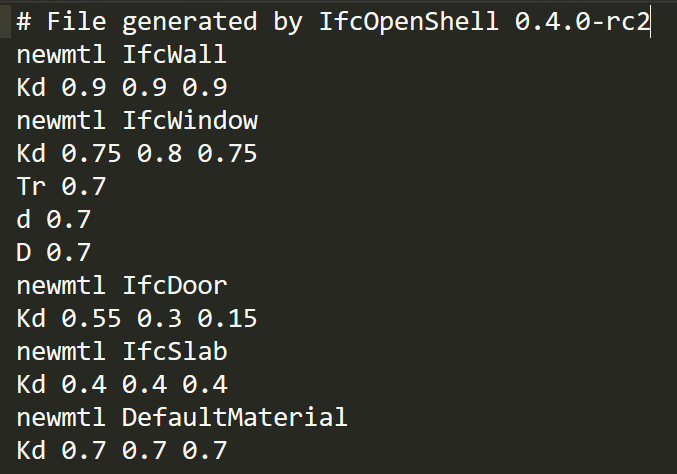 # File generated by IfcOpenShell 0.4.0-rc2
newmtl IfcWall
Kd 0.9 0.9 0.9
newmtl IfcWindow
Kd 0.75 0.8 0.75
Tr 0.7
d 0.7
D 0.7
newmtl IfcDoor
Kd 0.55 0.3 0.15
newmtl IfcSlab
Kd 0.4 0.4 0.4
newmtl DefaultMaterial
Kd 0.7 0.7 0.7